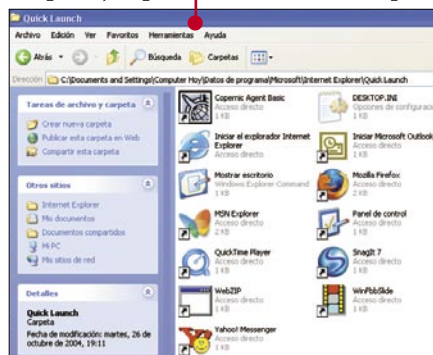 Quick Launch
Archivo Edición Ver Favoritos Herramientas Ayuda
Atrás Búsqueda Carpetas
Dirección C:\Documents and Settings\Computer Hoy\Datos de programa\Microsoft\Internet Explorer\Quick Launch
Tareas de archivo y carpeta
Crear nueva carpeta
Publicar esta carpeta en Web
Compartir esta carpeta
Otros sitios
Internet Explorer
Mis documentos
Documentos compartidos
Mi PC
Mis sitios de red
Detalles
Quick Launch
Carpeta
Fecha de modificación: martes, 26 de
octubre de 2004, 19:11
Copernic Agent Basic
Acceso directo
1 KB
DESKTOP.INI
Opciones de configurac
1 KB
Iniciar el explorador Internet
Explorer
Acceso directo
Iniciar Microsoft Outlook
Acceso directo
1 KB
Mostrar escritorio
Windows Explorer Command
1 KB
Mozilla Firefox
Acceso directo
2 KB
MSN Explorer
Acceso directo
2 KB
Panel de control
Acceso directo
1 KB
QuickTime Player
Acceso directo
1 KB
SnagIt 7
Acceso directo
1 KB
WebZIP
Acceso directo
1 KB
WinFlbSlide
Acceso directo
1 KB
Yahoo! Messenger
Acceso directo
1 KB